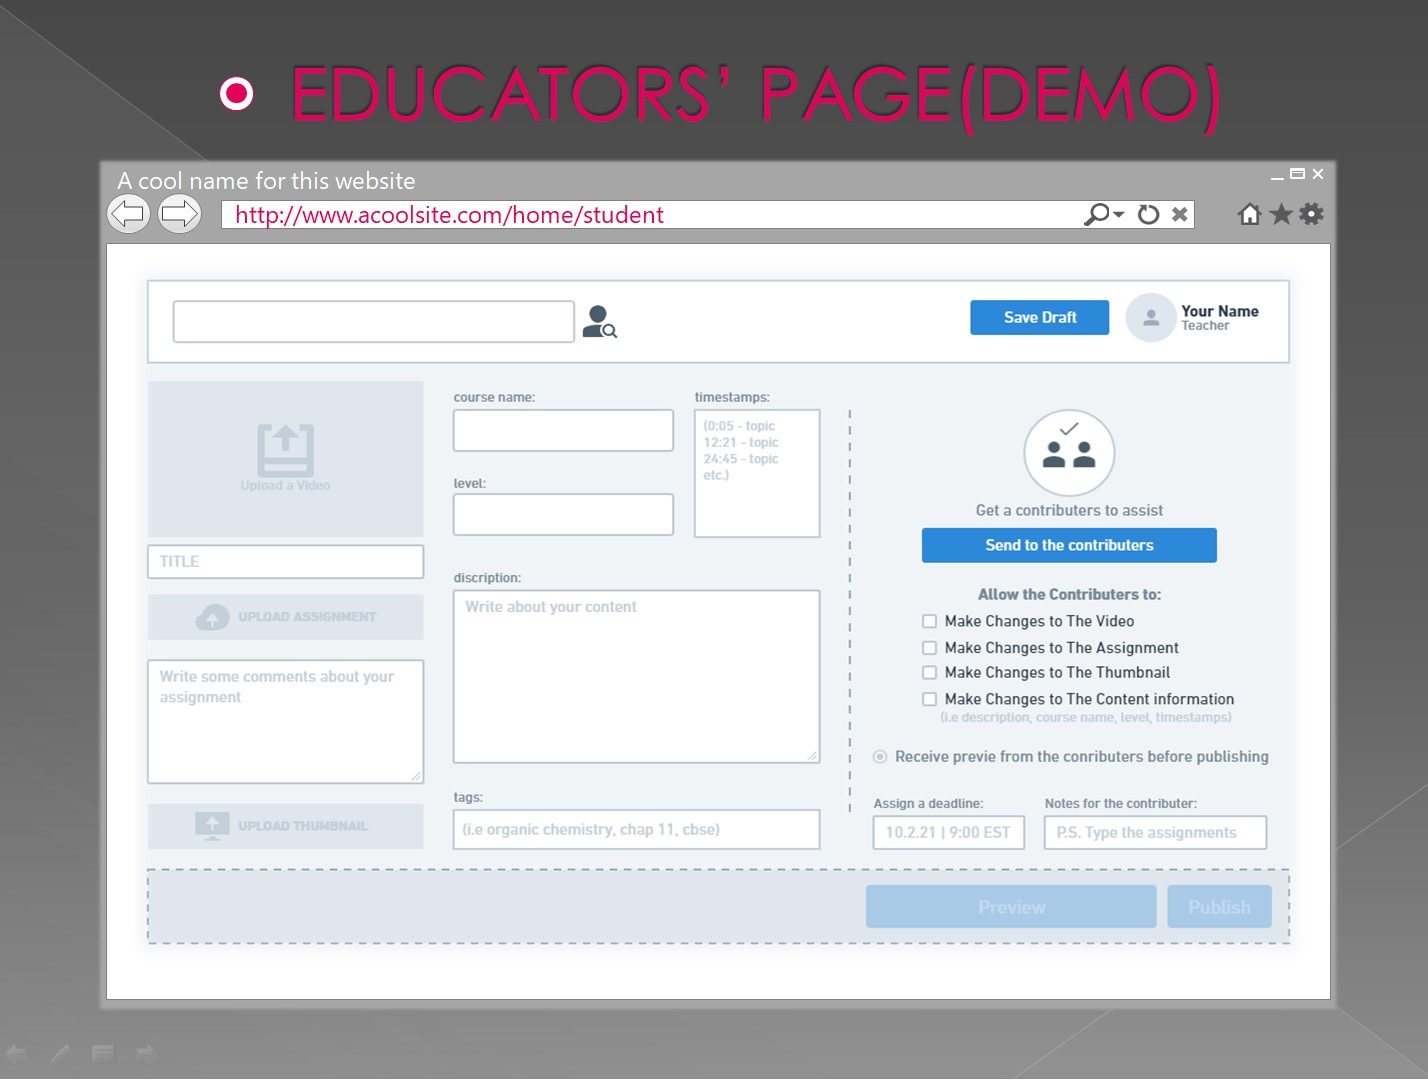 EDUCATORS’ PAGE(DEMO)
A cool name for this website
http://www.acoolsite.com/home/student
Save Draft
Your Name
Teacher
Upload a Video
TITLE
UPLOAD ASSIGNMENT
Write some comments about your
assignment
UPLOAD THUMBNAIL
course name:
level:
timestamps:
(0:05 - topic
12:21 - topic
24:45 - topic
etc.)
discription:
Write about your content
tags:
(i.e organic chemistry, chap 11, cbse)
Get a contributers to assist
Send to the contributers
Allow the Contributers to:
Make Changes to The Video
Make Changes to The Assignment
Make Changes to The Thumbnail
Make Changes to The Content information
(i.e description, course name, level, timestamps)
Receive previe from the conributers before publishing
Assign a deadline:
10.2.21 | 9:00 EST
Notes for the contributer:
P.S. Type the assignments
Preview
Publish